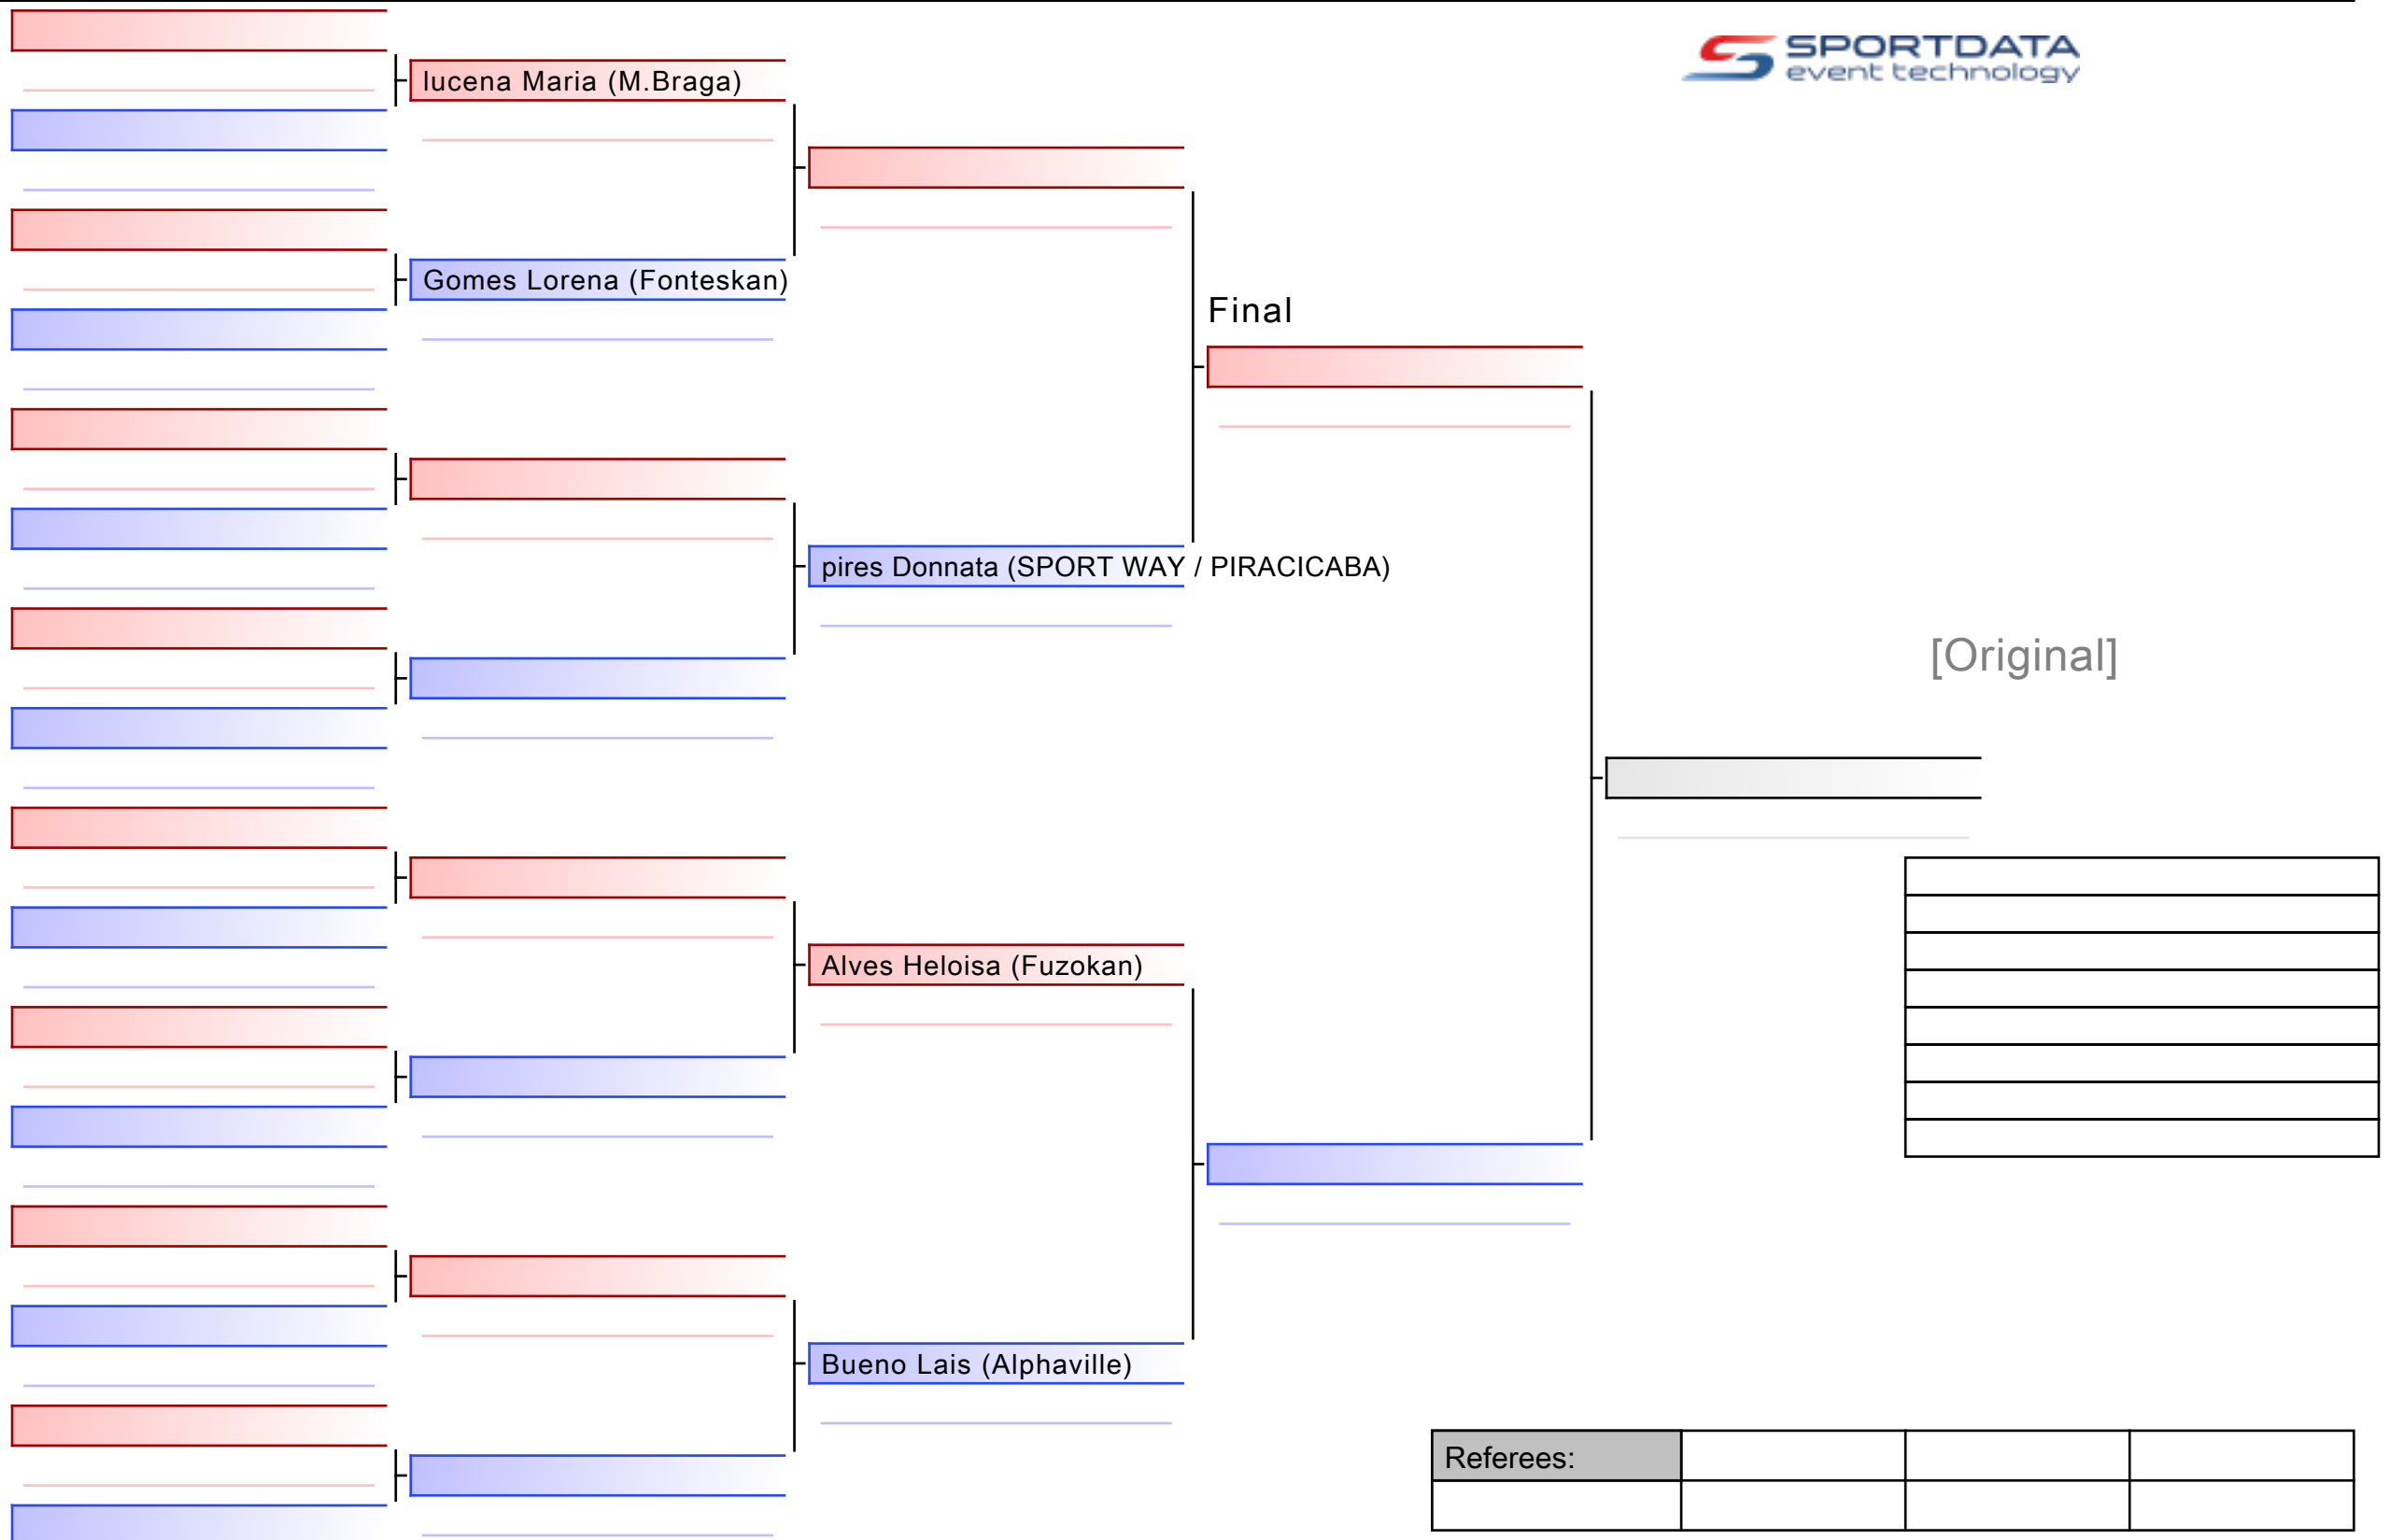 SPORTDATA
event technology
lucena Maria (M.Braga)
Gomes Lorena (Fonteskan)
Final
pires Donnata (SPORT WAY / PIRACICABA)
[Original]
Alves Heloisa (Fuzokan)
Bueno Lais (Alphaville)
Referees: